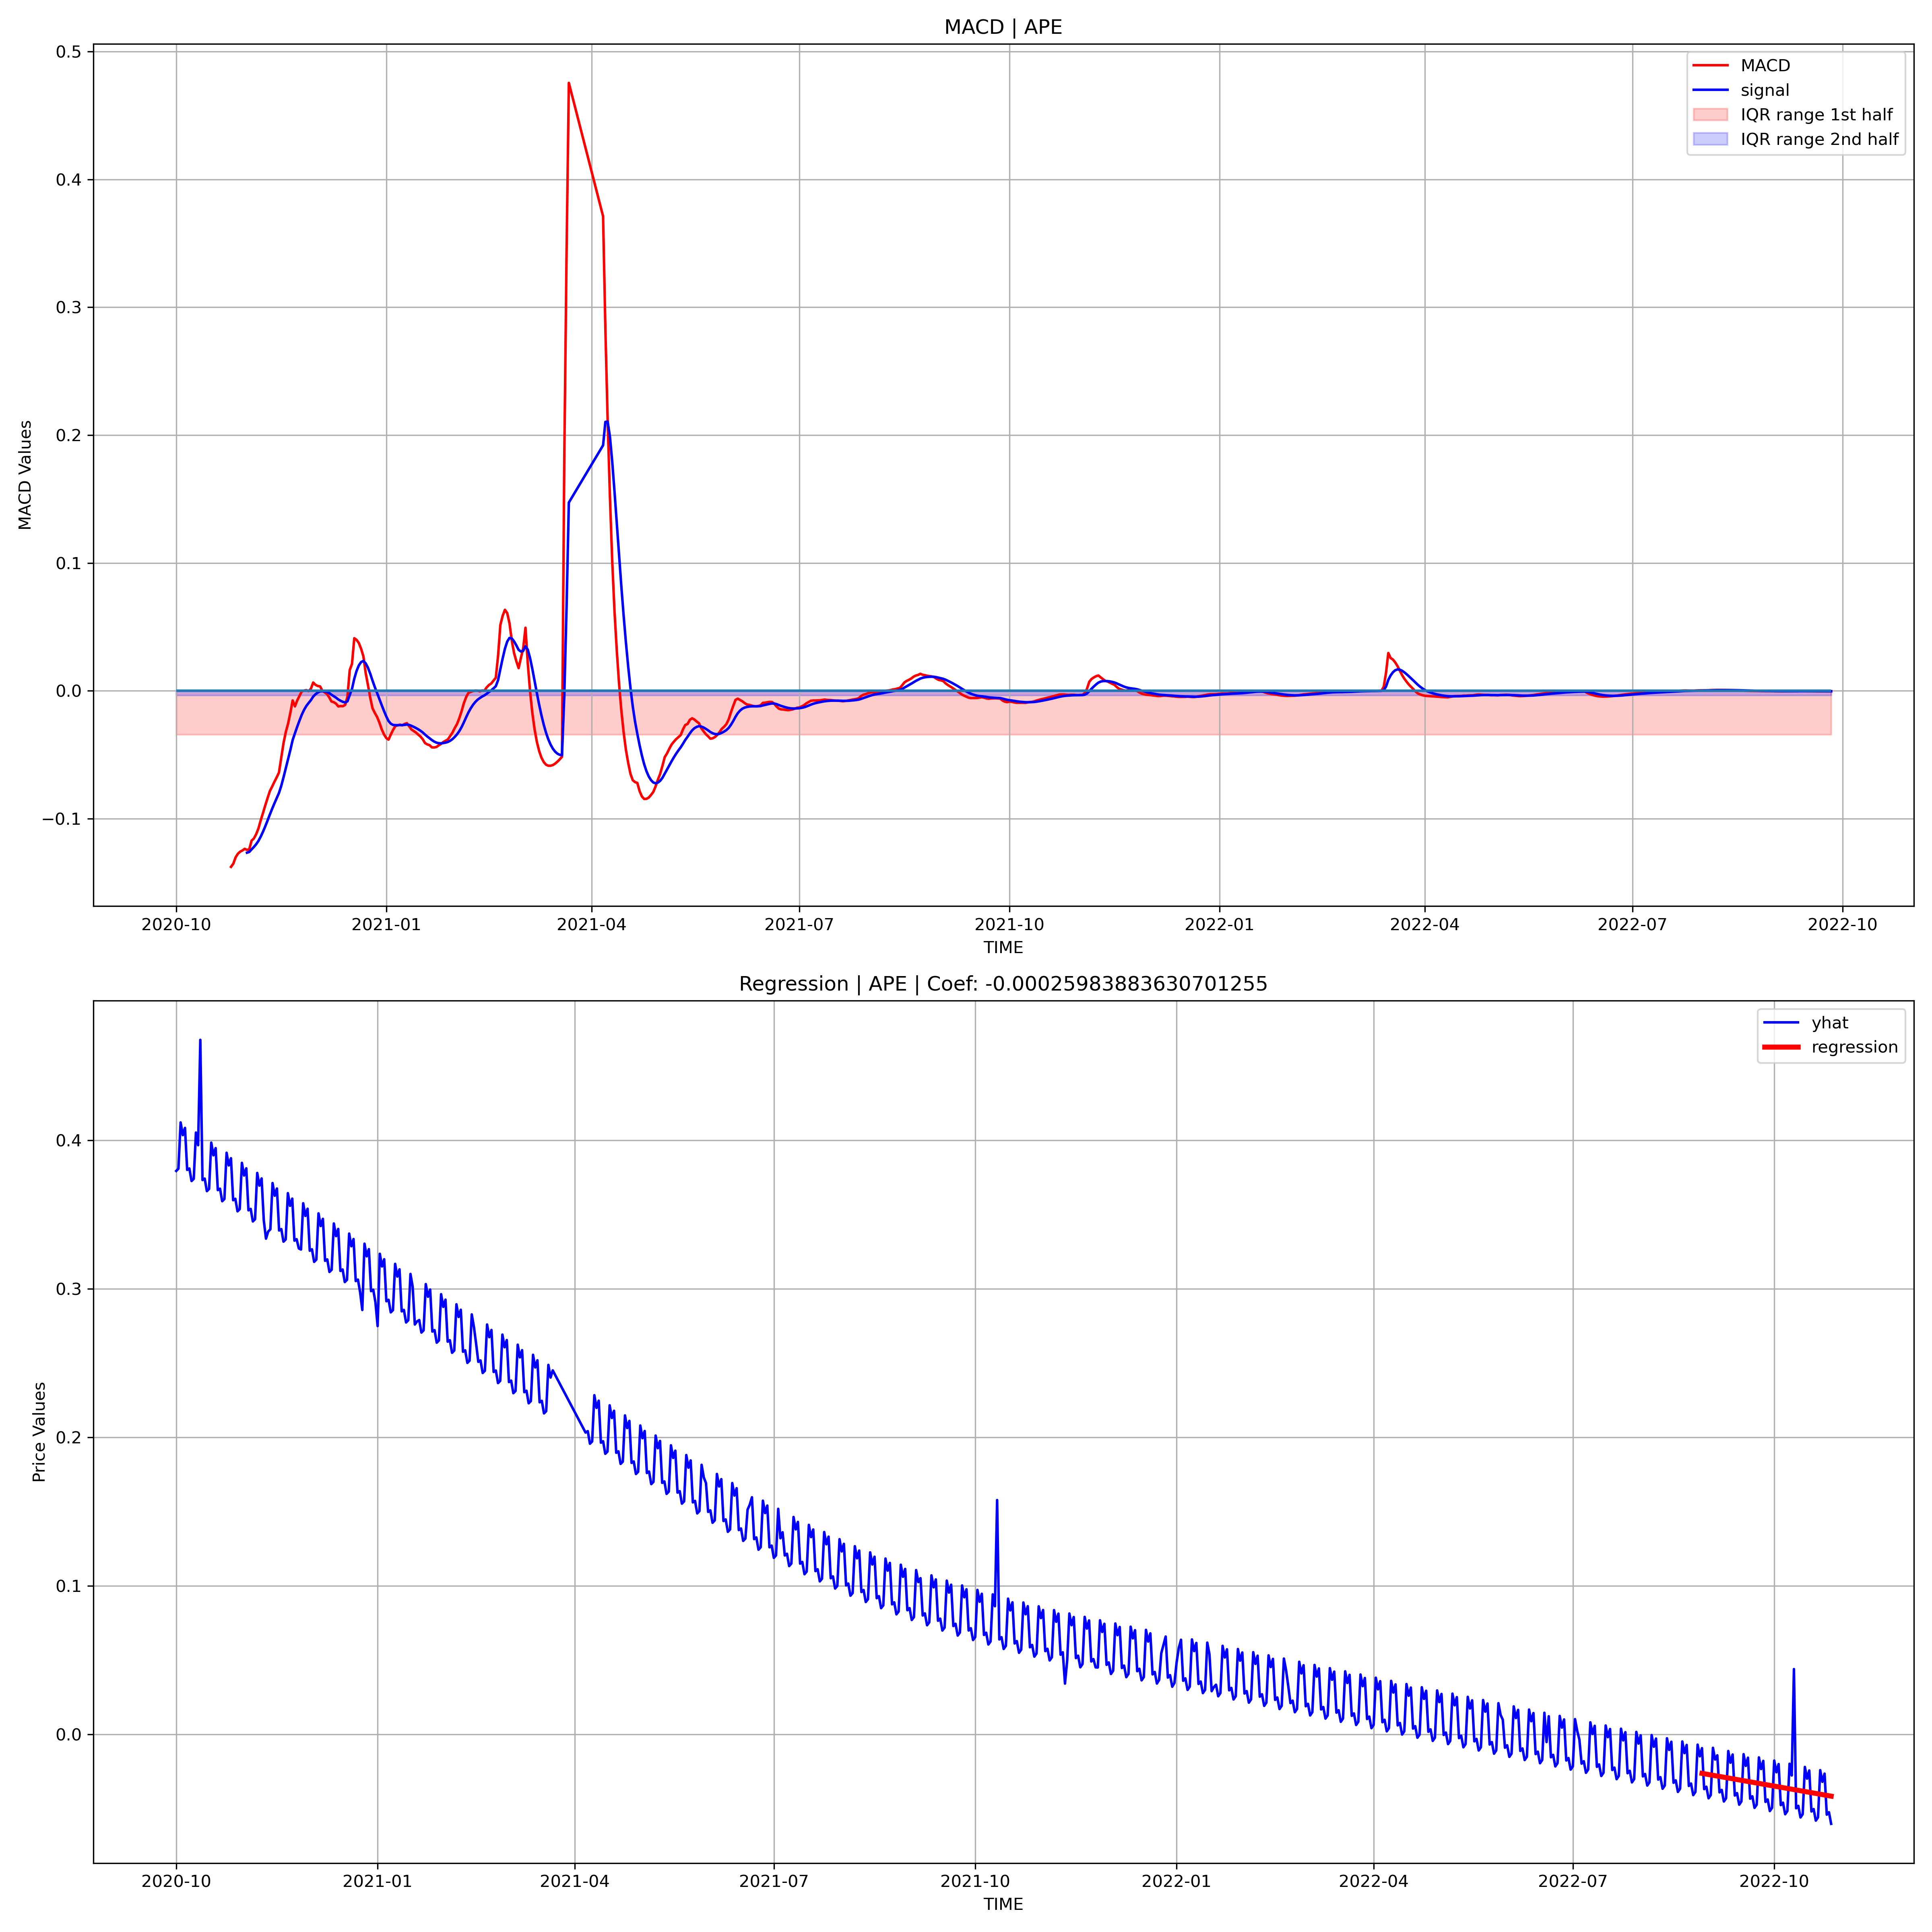 MACD | APE
0.5
0.4
0.3
0.2
0.1
0.0
−0.1
MACD Values
MACD
signal
IQR range 1st half
IQR range 2nd half
2020-10 2021-01 2021-04 2021-07 2021-10 2022-01 2022-04 2022-07 2022-10
TIME
Regression | APE | Coef: -0.00025983883630701255
0.4
0.3
0.2
0.1
0.0
Price Values
yhat
regression
2020-10 2021-01 2021-04 2021-07 2021-10 2022-01 2022-04 2022-07 2022-10
TIME